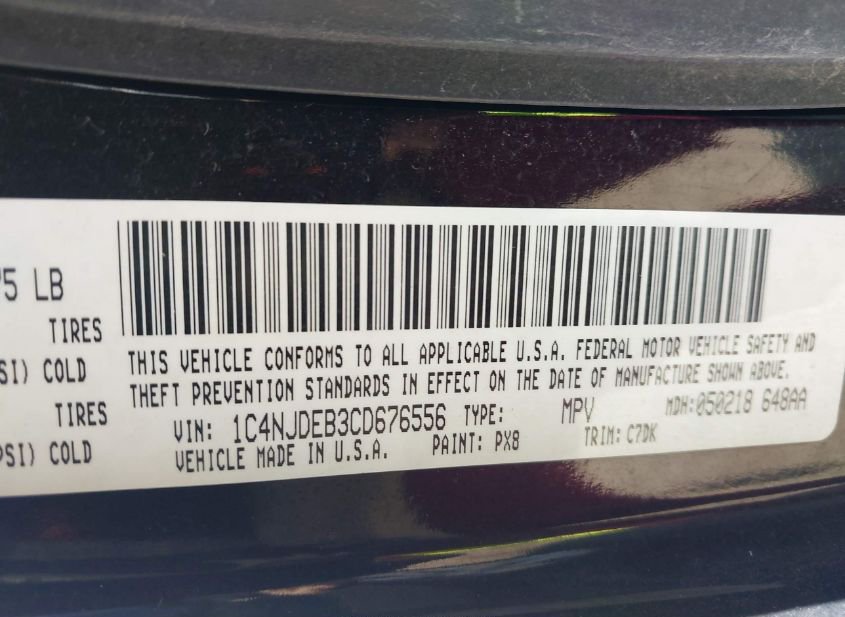 75 LB
TIRES
SI) COLD
TIRES
PSI) COLD
THIS VEHICLE CONFORMS TO ALL APPLICABLE U.S.A. FEDERAL MOTOR VEHICLE SAFETY AND
THEFT PREVENTION STANDARDS IN EFFECT ON THE DATE OF MANUFACTURE SHOWN ABOVE.
VIN: 1C4NJDEB3CD676556 TYPE: MPV MDH:050218 648AA
VEHICLE MADE IN U.S.A. PAINT: PX8 TRIM: C7DK